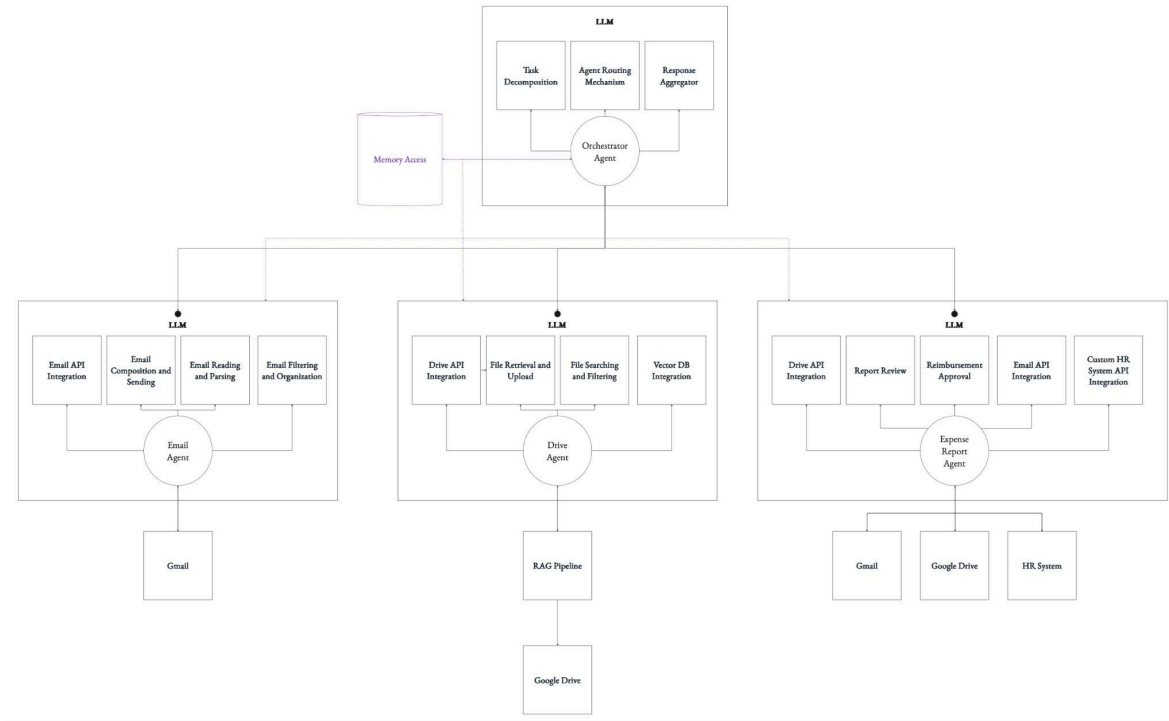 LLM
Task
Decomposition
Agent Routing
Mechanism
Response
Aggregator
Orchestrator
Agent
Memory Access
LLM
Email API
Integration
Email
Composition and
Sending
Email Reading
and Parsing
Email Filtering
and Organization
Email
Agent
Gmail
LLM
Drive API
Integration
File Retrieval and
Upload
File Searching
and Filtering
Vector DB
Integration
Drive
Agent
RAG Pipeline
Google Drive
LLM
Drive API
Integration
Report Review
Reimbursement
Approval
Email API
Integration
Custom HR
System API
Integration
Expense
Report
Agent
Gmail
Google Drive
HR System